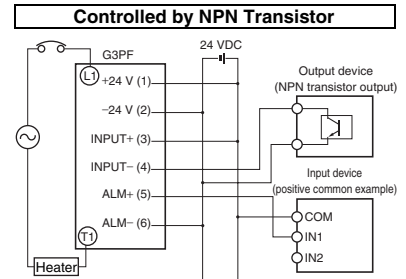 Controlled by NPN Transistor
24 VDC
G3PF
L1
+24 V (1)
−24 V (2)
INPUT+ (3)
INPUT− (4)
ALM+ (5)
ALM− (6)
T1
Heater
Output device
(NPN transistor output)
Input device
(positive common example)
COM
IN1
IN2